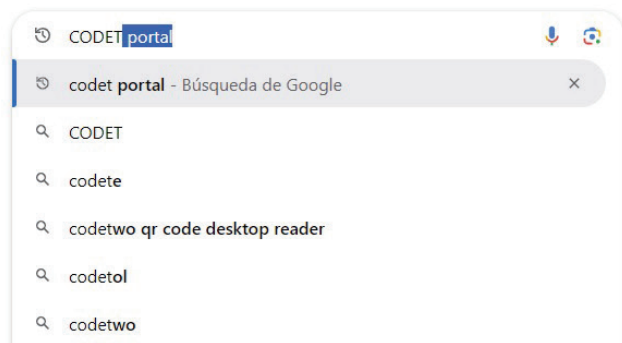 CODET portal
codet portal - Búsqueda de Google
CODET
codete
codetwo qr code desktop reader
codetol
codetwo